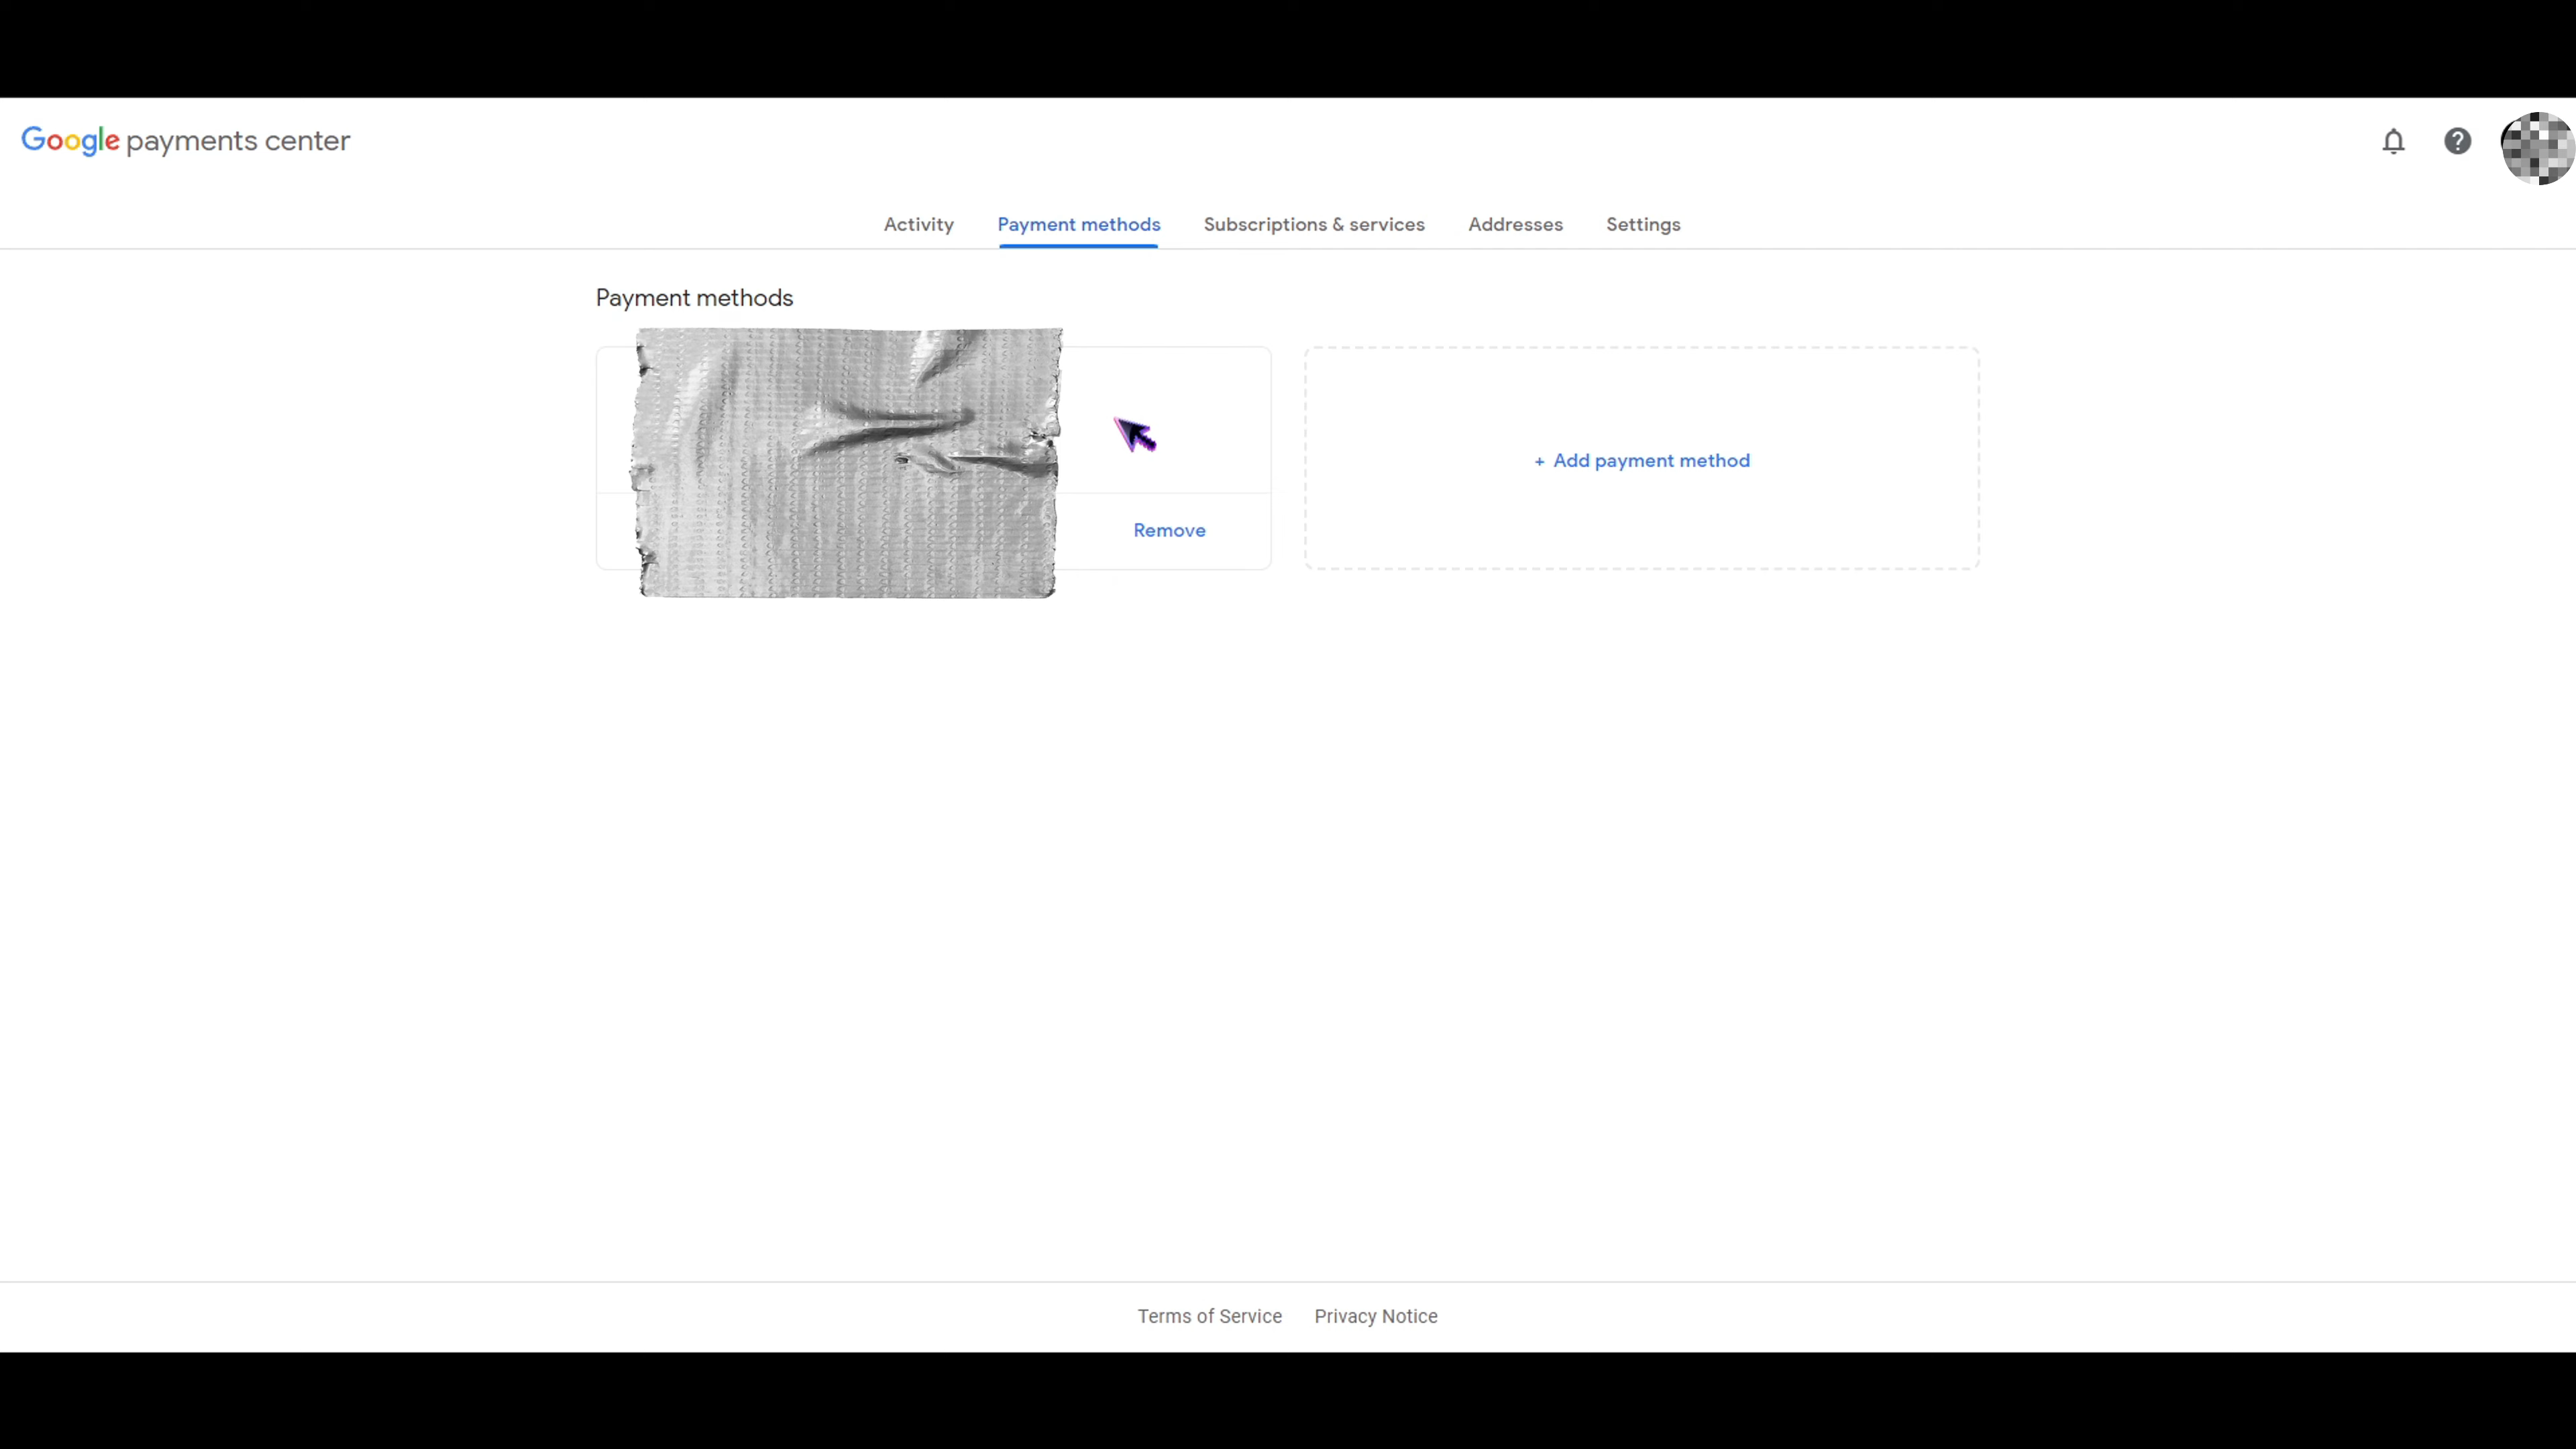 Google payments center
Activity Payment methods Subscriptions & services Addresses Settings
Payment methods
+ Add payment method
Remove
Terms of Service Privacy Notice